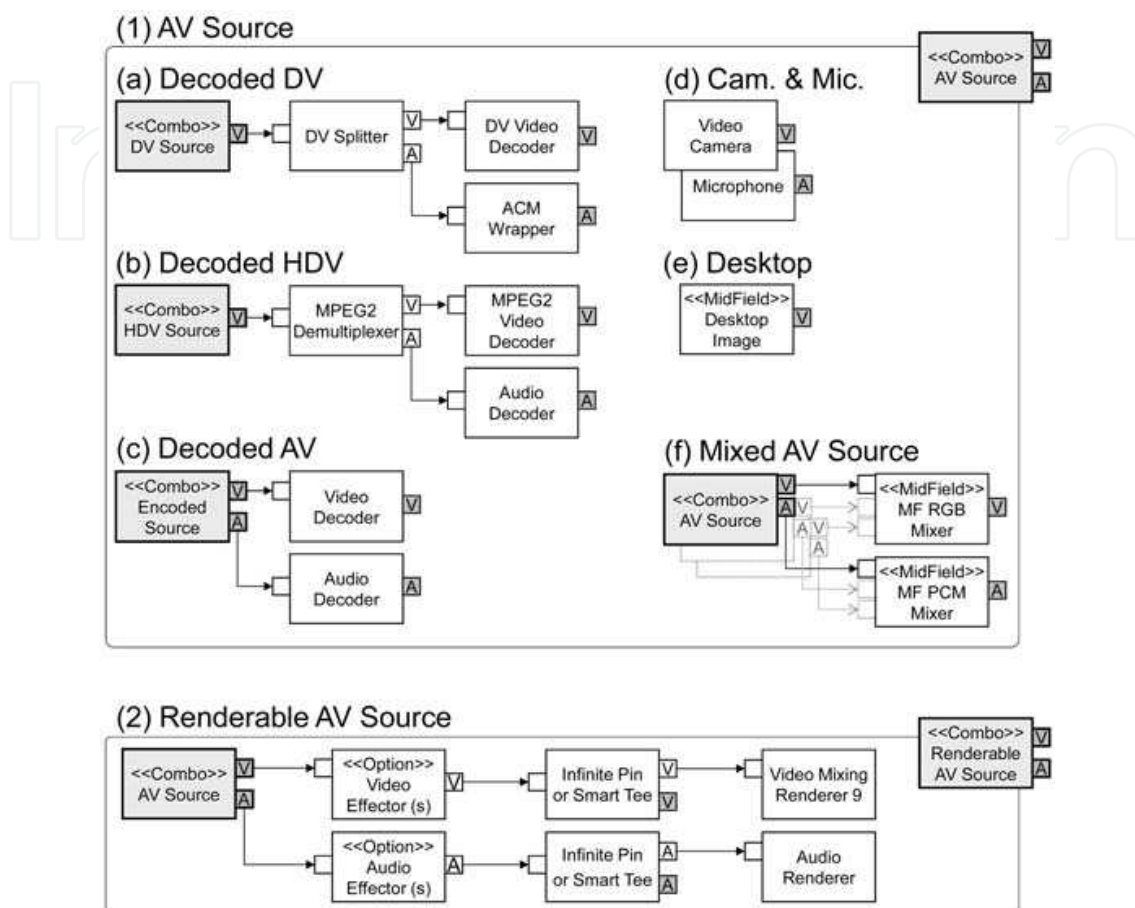 (1) AV Source
<<Combo>>
AV Source
V
A
(a) Decoded DV
<<Combo>>
DV Source
V
DV Splitter
V
A
DV Video
Decoder
V
ACM
Wrapper
A
(b) Decoded HDV
<<Combo>>
HDV Source
V
MPEG2
Demultiplexer
V
A
MPEG2
Video
Decoder
V
Audio
Decoder
A
(c) Decoded AV
<<Combo>>
Encoded
Source
V
A
Video
Decoder
V
Audio
Decoder
A
(d) Cam. & Mic.
Video
Camera
V
Microphone
A
(e) Desktop
<<MidField>>
Desktop
Image
V
(f) Mixed AV Source
<<Combo>>
AV Source
V
A
V
A
V
A
<<MidField>>
MF RGB
Mixer
V
<<MidField>>
MF PCM
Mixer
A
(2) Renderable AV Source
<<Combo>>
Renderable
AV Source
V
A
<<Combo>>
AV Source
V
A
<<Option>>
Video
Effector (s)
V
Infinite Pin
or Smart Tee
V
V
Video Mixing
Renderer 9
<<Option>>
Audio
Effector (s)
A
Infinite Pin
or Smart Tee
A
A
Audio
Renderer